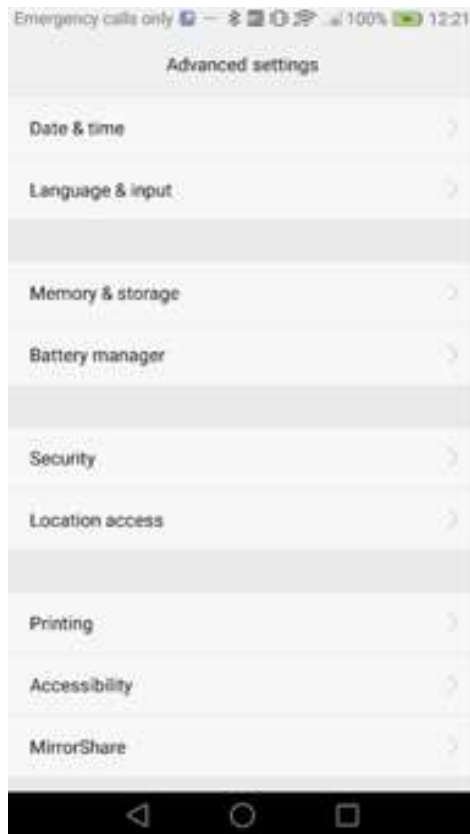 Emergency calls only 100% 12:21
Advanced settings
Date & time
Language & input
Memory & storage
Battery manager
Security
Location access
Printing
Accessibility
MirrorShare